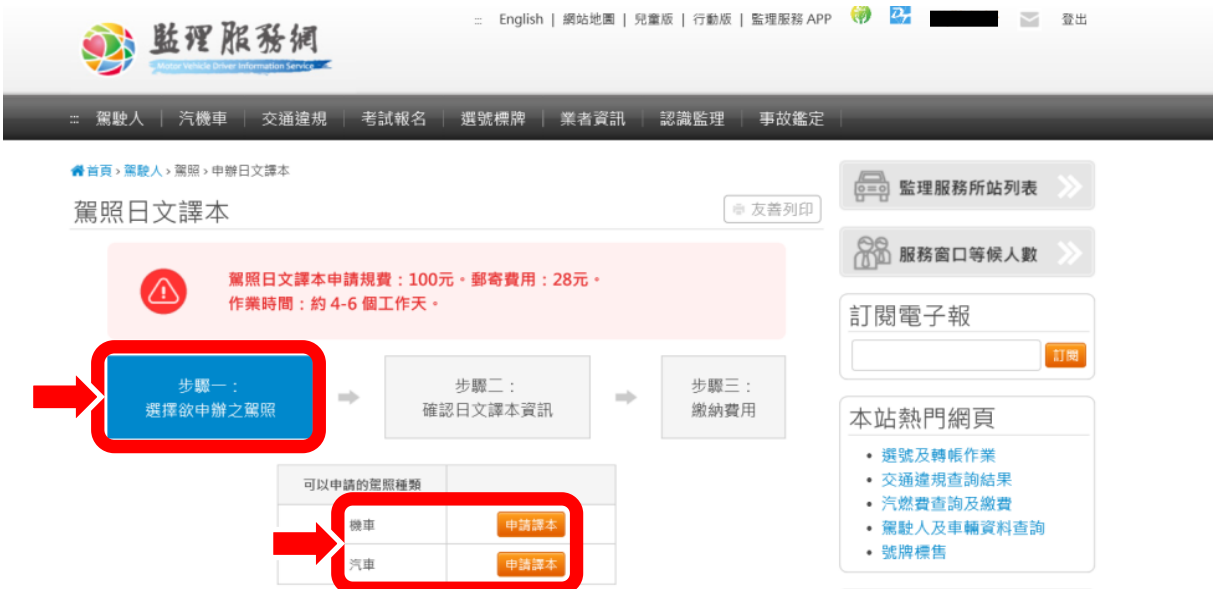 ::: English | 網站地圖 | 兒童版 | 行動版 | 監理服務 APP
登出
監理服務網
Motor Vehicle Driver Information Service
::: 駕駛人 | 汽機車 | 交通違規 | 考試報名 | 選號標牌 | 業者資訊 | 認識監理 | 事故鑑定
首頁 › 駕駛人 › 駕照 › 申辦日文譯本
駕照日文譯本
友善列印
駕照日文譯本申請規費：100元。郵寄費用：28元。
作業時間：約 4-6 個工作天。
步驟一：
選擇欲申辦之駕照
步驟二：
確認日文譯本資訊
步驟三：
繳納費用
可以申請的駕照種類
機車 申請譯本
汽車 申請譯本
監理服務所站列表
服務窗口等候人數
訂閱電子報
訂閱
本站熱門網頁
• 選號及轉帳作業
• 交通違規查詢結果
• 汽燃費查詢及繳費
• 駕駛人及車輛資料查詢
• 號牌標售